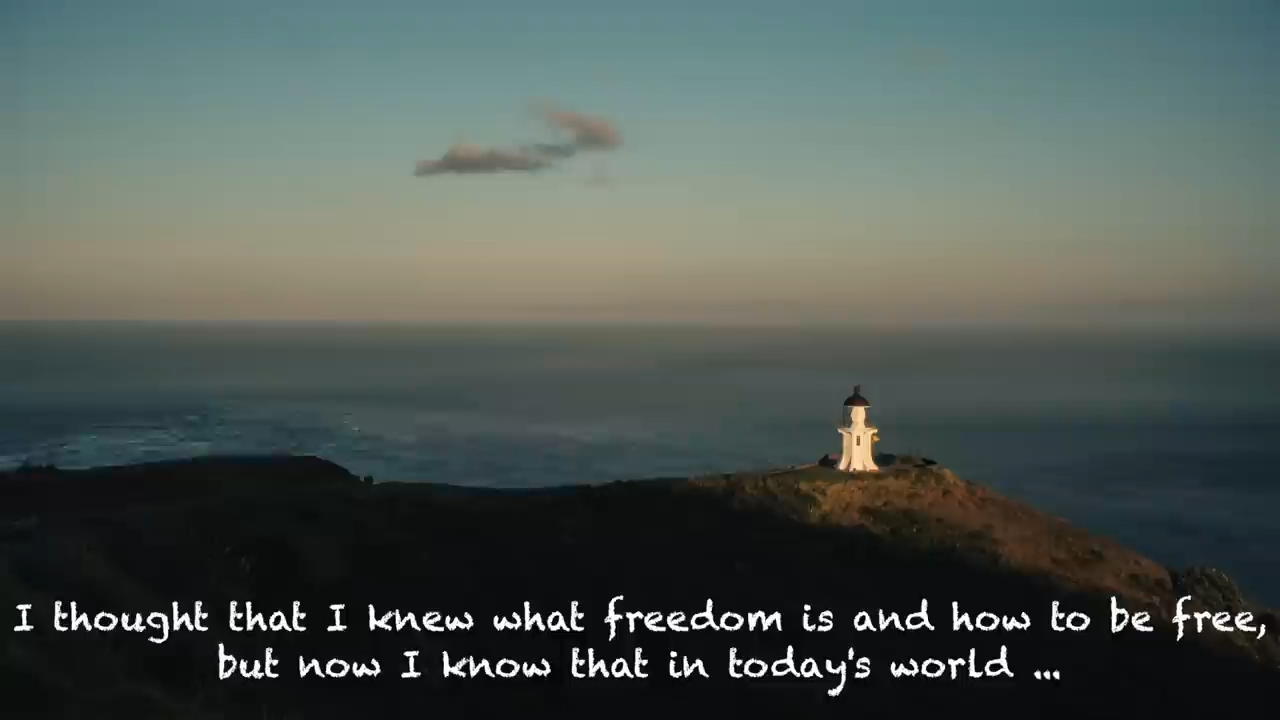 I thought that I knew what freedom is and how to be free,
but now I know that in today's world ...